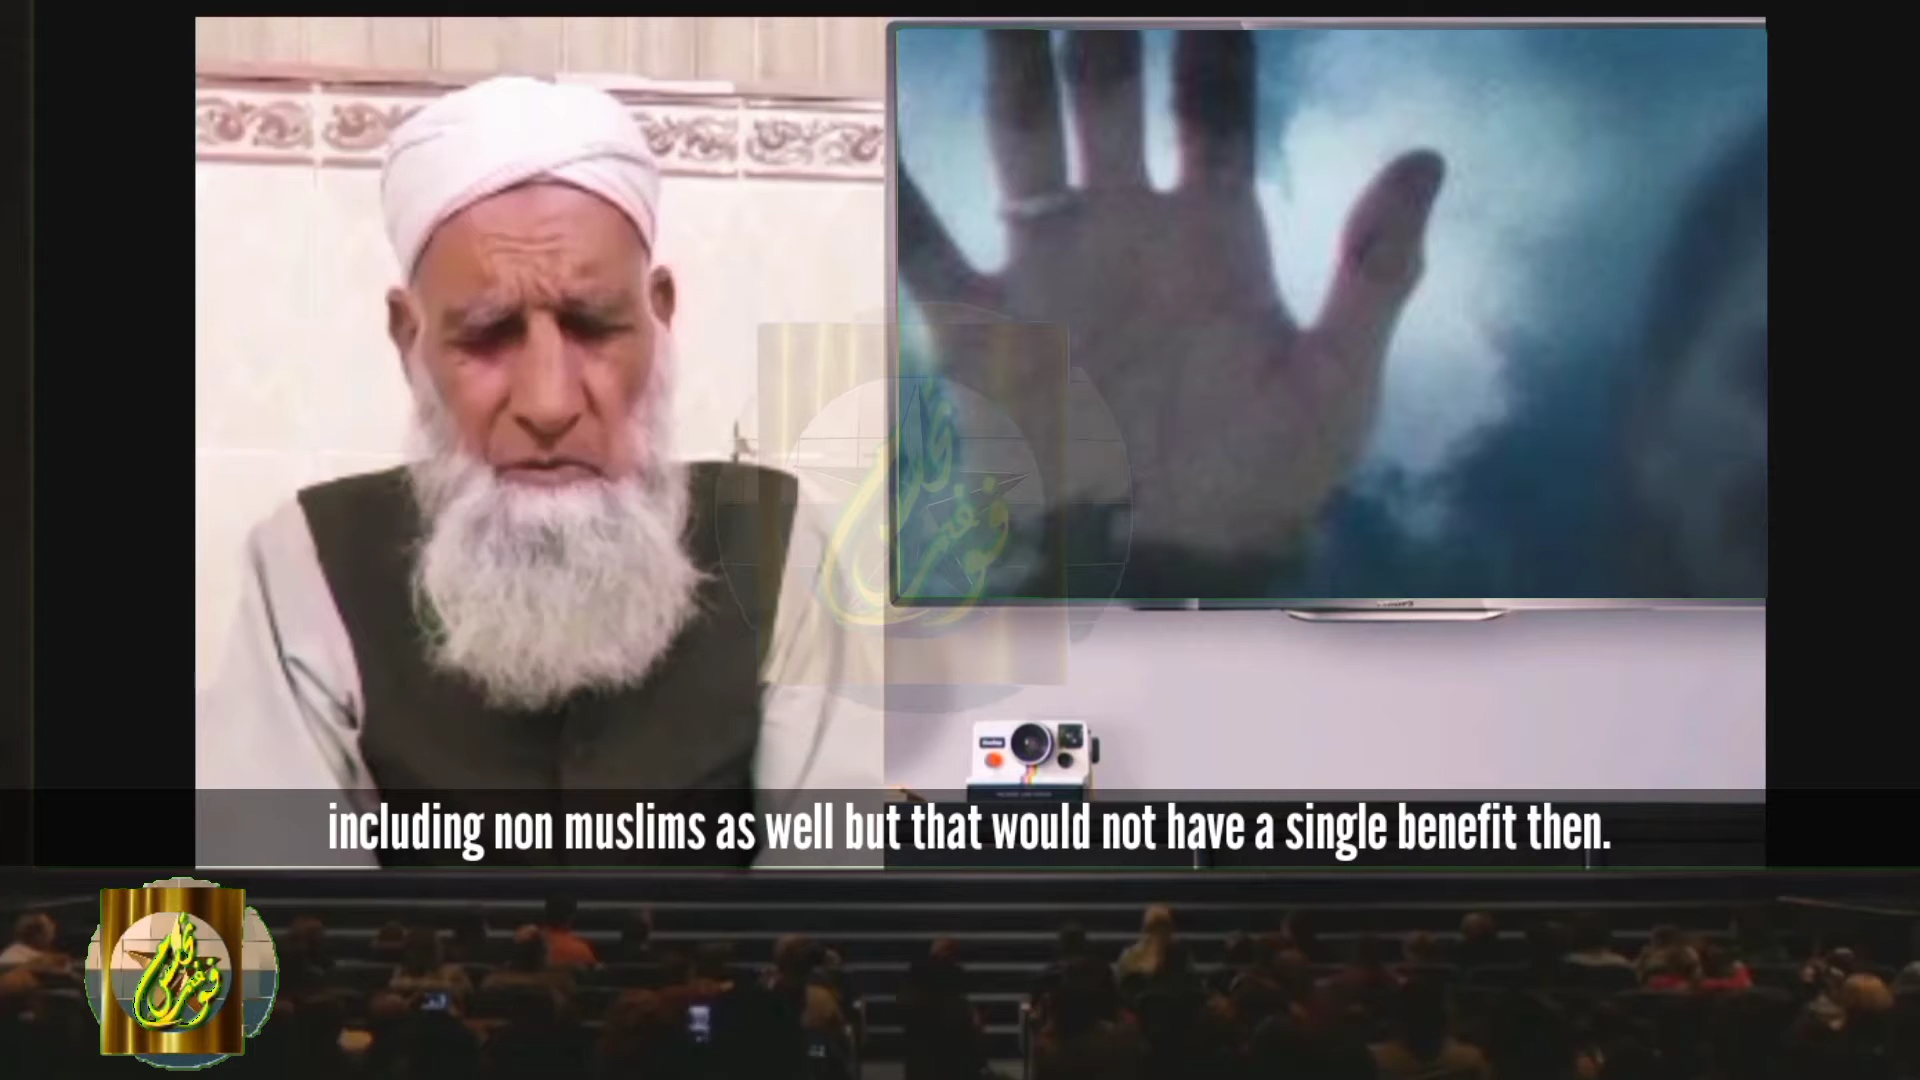 including non muslims as well but that would not have a single benefit then.